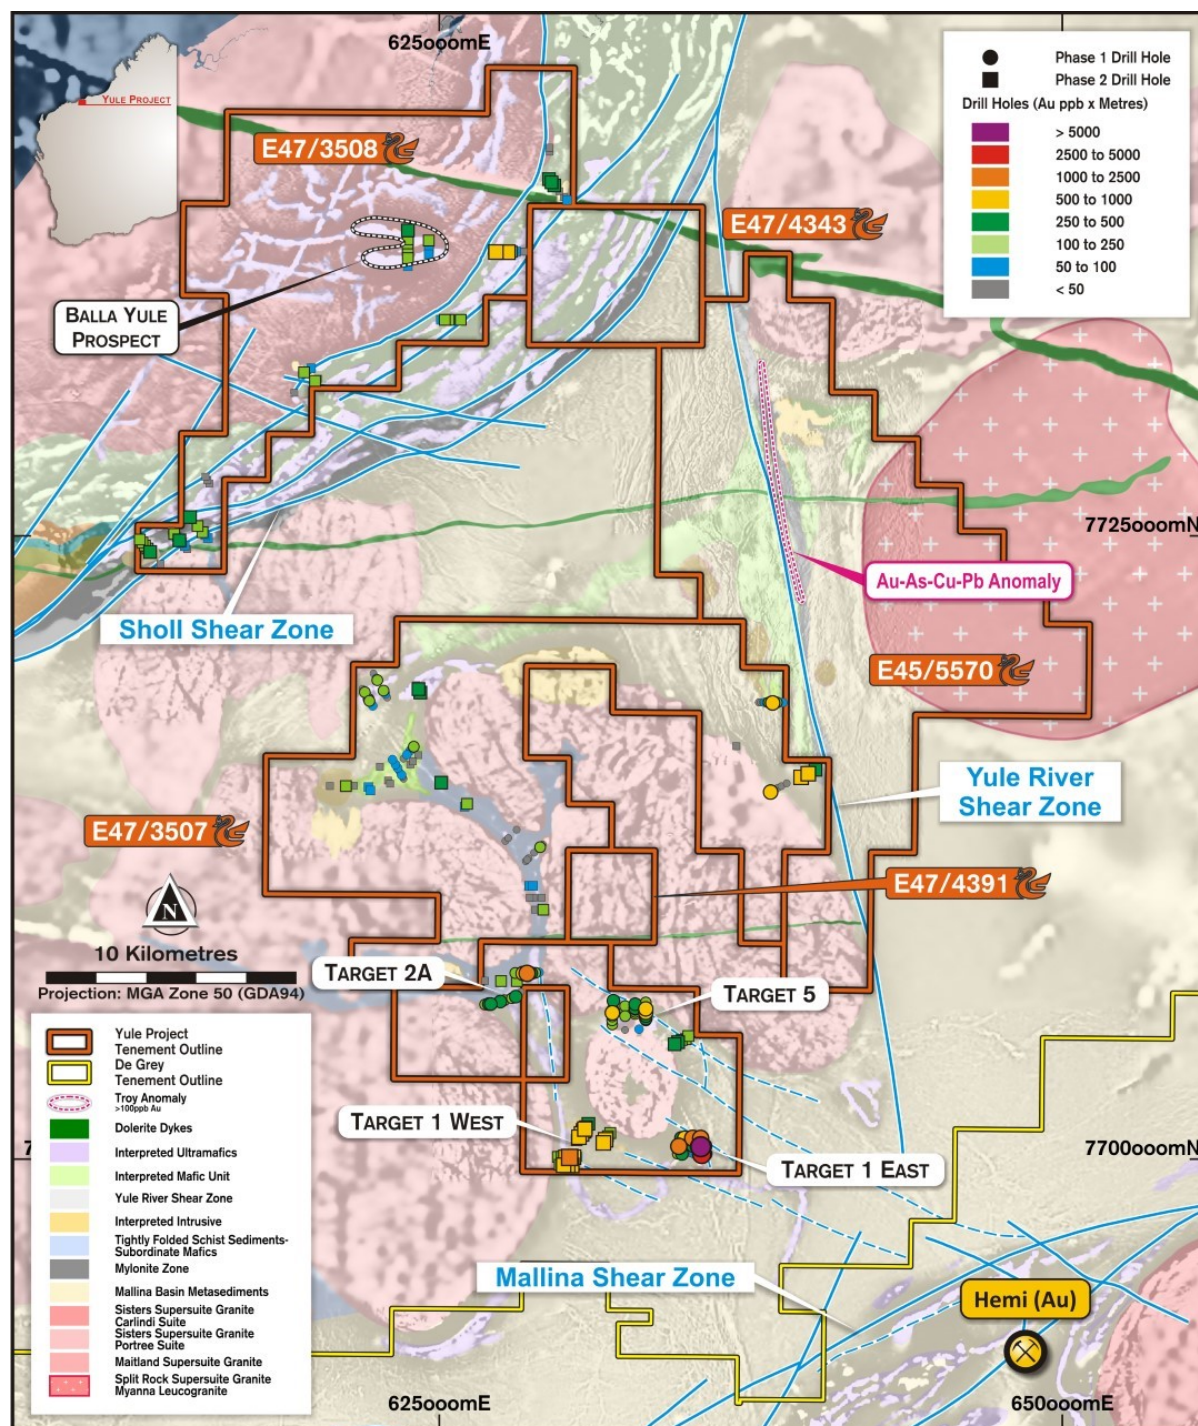 625000mE
YULE PROJECT
E47/3508
E47/4343
Phase 1 Drill Hole
Phase 2 Drill Hole
Drill Holes (Au ppb x Metres)
> 5000
2500 to 5000
1000 to 2500
500 to 1000
250 to 500
100 to 250
50 to 100
< 50
BALLA YULE
PROSPECT
7725000mN
Au-As-Cu-Pb Anomaly
Sholl Shear Zone
E45/5570
Yule River
Shear Zone
E47/3507
E47/4391
N
10 Kilometres
Projection: MGA Zone 50 (GDA94)
TARGET 2A
TARGET 5
TARGET 1 WEST
TARGET 1 EAST
7
7700000mN
Yule Project
Tenement Outline
De Grey
Tenement Outline
Troy Anomaly
>100ppb Au
Dolerite Dykes
Interpreted Ultramafics
Interpreted Mafic Unit
Yule River Shear Zone
Interpreted Intrusive
Tightly Folded Schist Sediments-
Subordinate Mafics
Mylonite Zone
Mallina Basin Metasediments
Sisters Supersuite Granite
Carlindi Suite
Sisters Supersuite Granite
Portree Suite
Maitland Supersuite Granite
Split Rock Supersuite Granite
Myanna Leucogranite
Mallina Shear Zone
Hemi (Au)
625000mE
650000mE